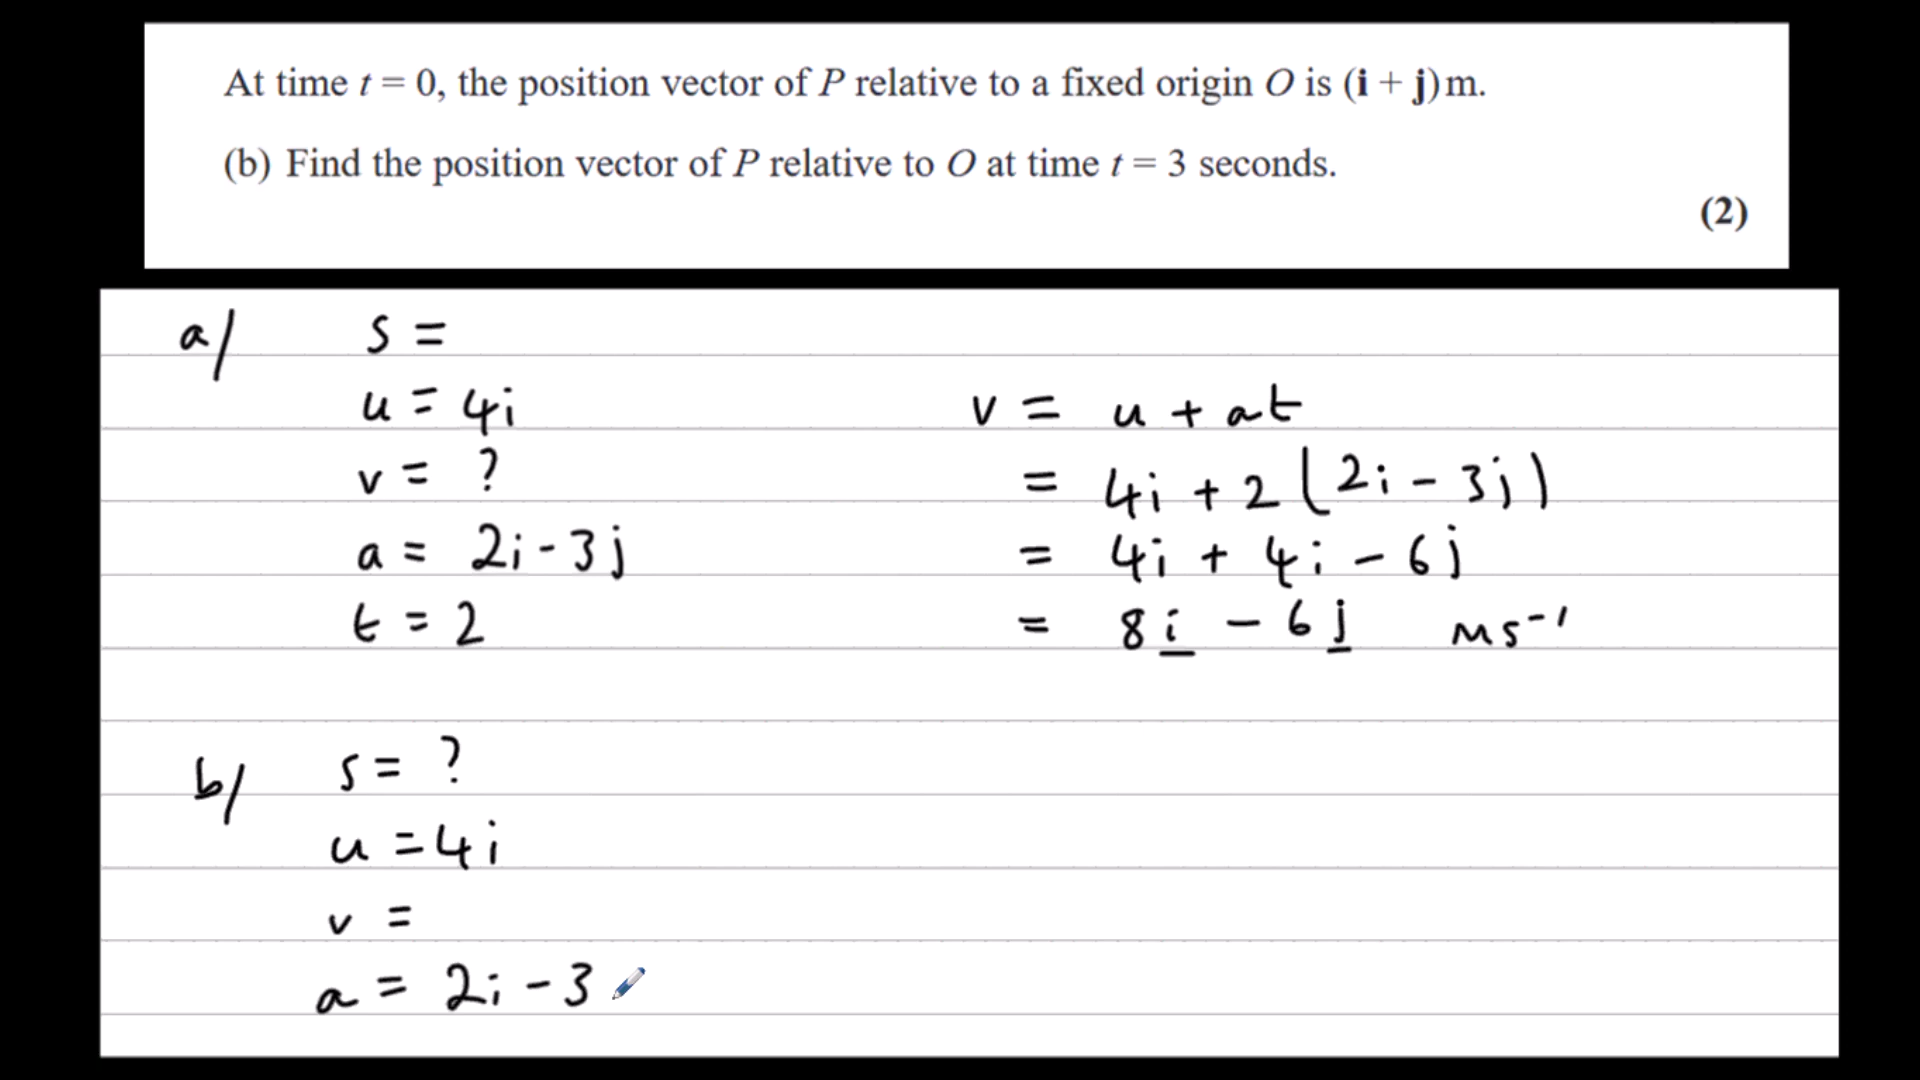 At time t = 0, the position vector of P relative to a fixed origin O is (i + j) m.
(b) Find the position vector of P relative to O at time t = 3 seconds.
(2)
a/ s =
u = 4i
v = ?
a = 2i - 3j
t = 2
v = u + at
= 4i + 2(2i - 3j)
= 4i + 4i - 6j
= 8i - 6j ms⁻¹
b/ s = ?
u = 4i
v =
a = 2i - 3